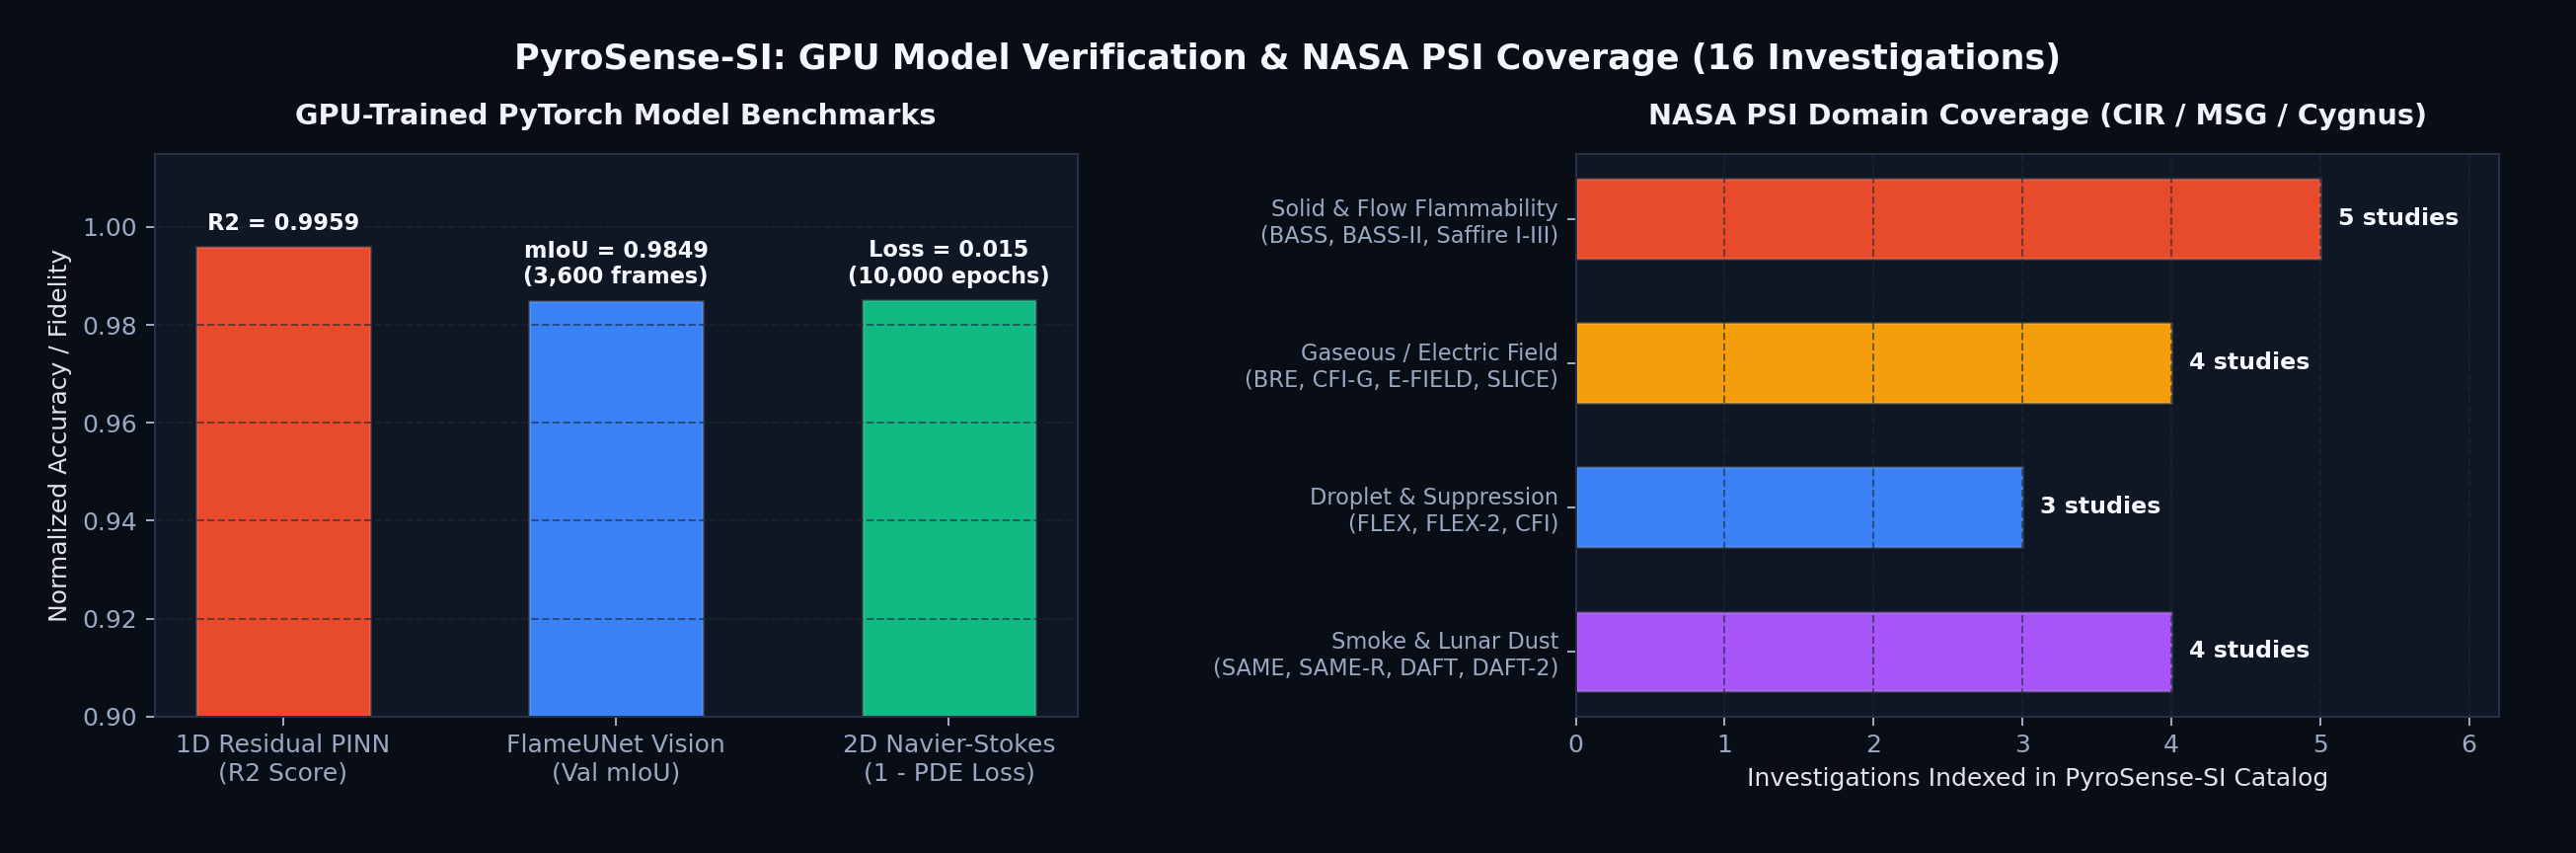 PyroSense-SI: GPU Model Verification & NASA PSI Coverage (16 Investigations)
GPU-Trained PyTorch Model Benchmarks
Normalized Accuracy / Fidelity
1.00
0.98
0.96
0.94
0.92
0.90
R2 = 0.9959
mIoU = 0.9849
(3,600 frames)
Loss = 0.015
(10,000 epochs)
1D Residual PINN
(R2 Score)
FlameUNet Vision
(Val mIoU)
2D Navier-Stokes
(1 - PDE Loss)
NASA PSI Domain Coverage (CIR / MSG / Cygnus)
Solid & Flow Flammability
(BASS, BASS-II, Saffire I-III)
5 studies
Gaseous / Electric Field
(BRE, CFI-G, E-FIELD, SLICE)
4 studies
Droplet & Suppression
(FLEX, FLEX-2, CFI)
3 studies
Smoke & Lunar Dust
(SAME, SAME-R, DAFT, DAFT-2)
4 studies
0 1 2 3 4 5 6
Investigations Indexed in PyroSense-SI Catalog